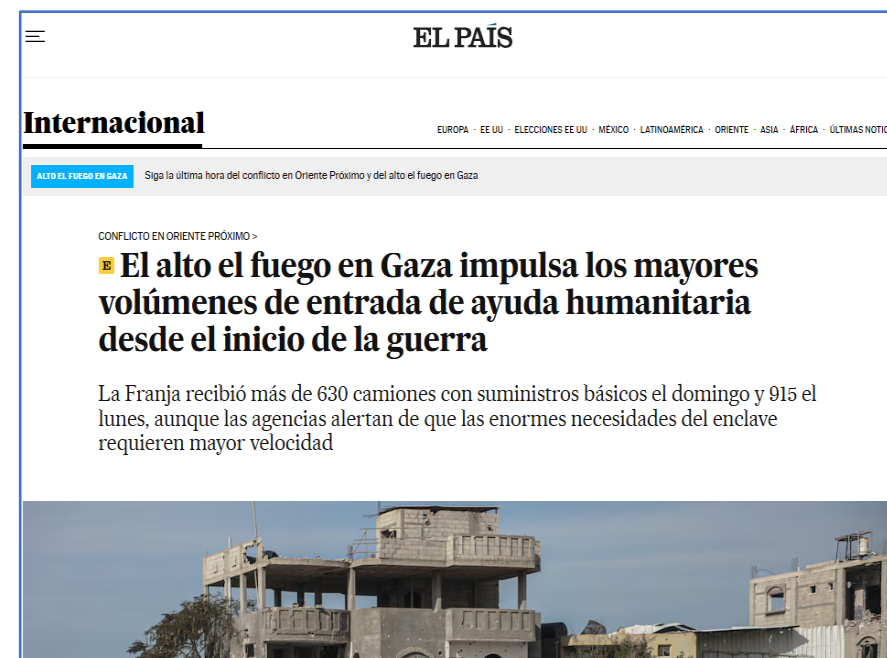 EL PAÍS
Internacional
EUROPA · EE UU · ELECCIONES EE UU · MÉXICO · LATINOAMÉRICA · ORIENTE · ASIA · ÁFRICA · ÚLTIMAS
ALTO EL FUEGO EN GAZA Siga la última hora del conflicto en Oriente Próximo y del alto el fuego en Gaza
CONFLICTO EN ORIENTE PRÓXIMO >
E El alto el fuego en Gaza impulsa los mayores
volúmenes de entrada de ayuda humanitaria
desde el inicio de la guerra
La Franja recibió más de 630 camiones con suministros básicos el domingo y 915 el
lunes, aunque las agencias alertan de que las enormes necesidades del enclave
requieren mayor velocidad